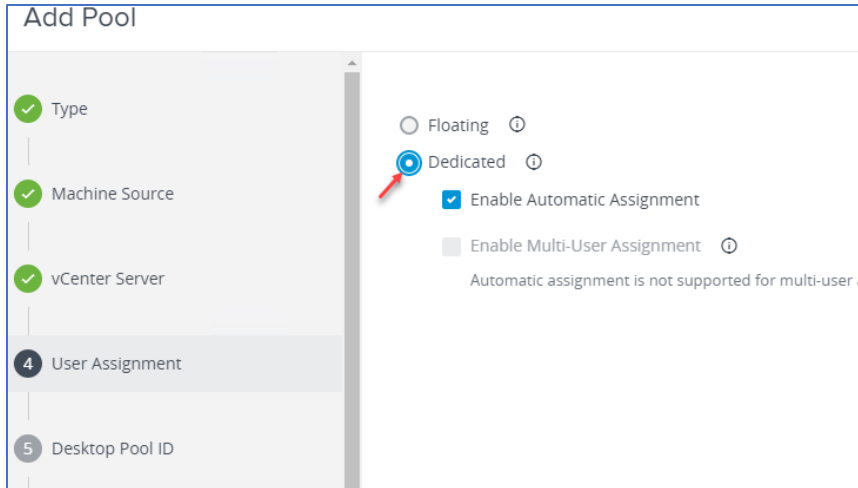 Add Pool
Type
Machine Source
vCenter Server
4 User Assignment
5 Desktop Pool ID
Floating
Dedicated
Enable Automatic Assignment
Enable Multi-User Assignment
Automatic assignment is not supported for multi-user